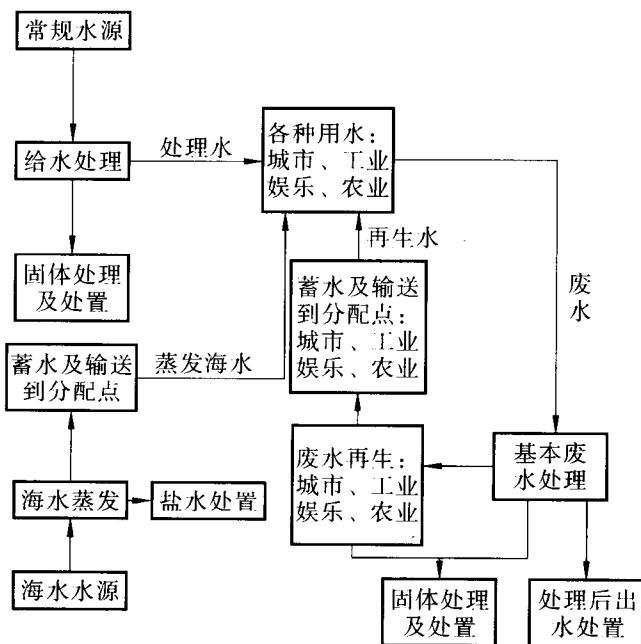 常规水源
给水处理
处理水
各种用水：
城市、工业
娱乐、农业
再生水
固体处理
及处置
蓄水及输送
到分配点：
城市、工业
娱乐、农业
废
水
蓄水及输送
到分配点
蒸发海水
废水再生：
城市、工业
娱乐、农业
基本废
水处理
海水蒸发
盐水处置
海水水源
固体处理
及处置
处理后出
水处置